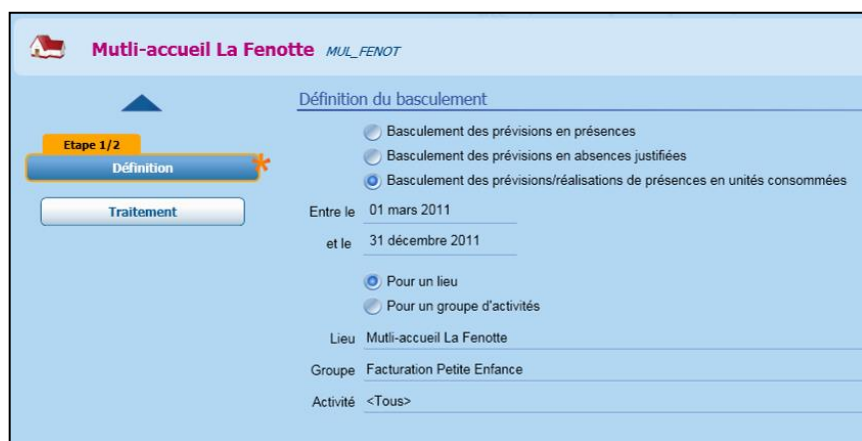 Mutli-accueil La Fenotte MUL_FENOT
Définition du basculement
Etape 1/2
Définition
Traitement
Basculement des prévisions en présences
Basculement des prévisions en absences justifiées
Basculement des prévisions/réalisations de présences en unités consommées
Entre le 01 mars 2011
et le 31 décembre 2011
Pour un lieu
Pour un groupe d'activités
Lieu Mutli-accueil La Fenotte
Groupe Facturation Petite Enfance
Activité <Tous>